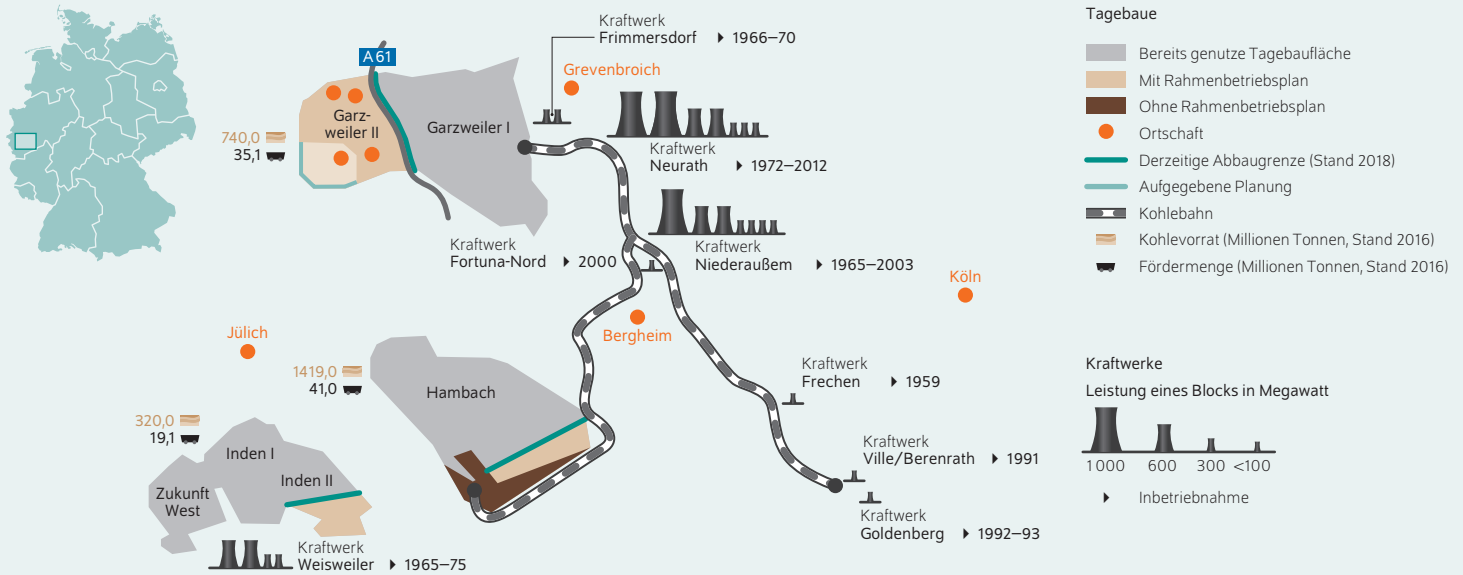 Kraftwerk
Frimmersdorf ▸ 1966–70
A 61
Grevenbroich
Garz-
weiler II
Garzweiler I
740,0
35,1
Kraftwerk
Neurath ▸ 1972–2012
Kraftwerk
Fortuna-Nord ▸ 2000
Kraftwerk
Niederaußem ▸ 1965–2003
Köln
Bergheim
Jülich
1419,0
41,0
Hambach
Kraftwerk
Frechen ▸ 1959
320,0
19,1
Inden I
Inden II
Zukunft
West
Kraftwerk
Ville/Berenrath ▸ 1991
Kraftwerk
Goldenberg ▸ 1992–93
Kraftwerk
Weisweiler ▸ 1965–75
Tagebaue
Bereits genutze Tagebaufläche
Mit Rahmenbetriebsplan
Ohne Rahmenbetriebsplan
Ortschaft
Derzeitige Abbaugrenze (Stand 2018)
Aufgegebene Planung
Kohlebahn
Kohlevorrat (Millionen Tonnen, Stand 2016)
Fördermenge (Millionen Tonnen, Stand 2016)
Kraftwerke
Leistung eines Blocks in Megawatt
1000 600 300 <100
▸ Inbetriebnahme